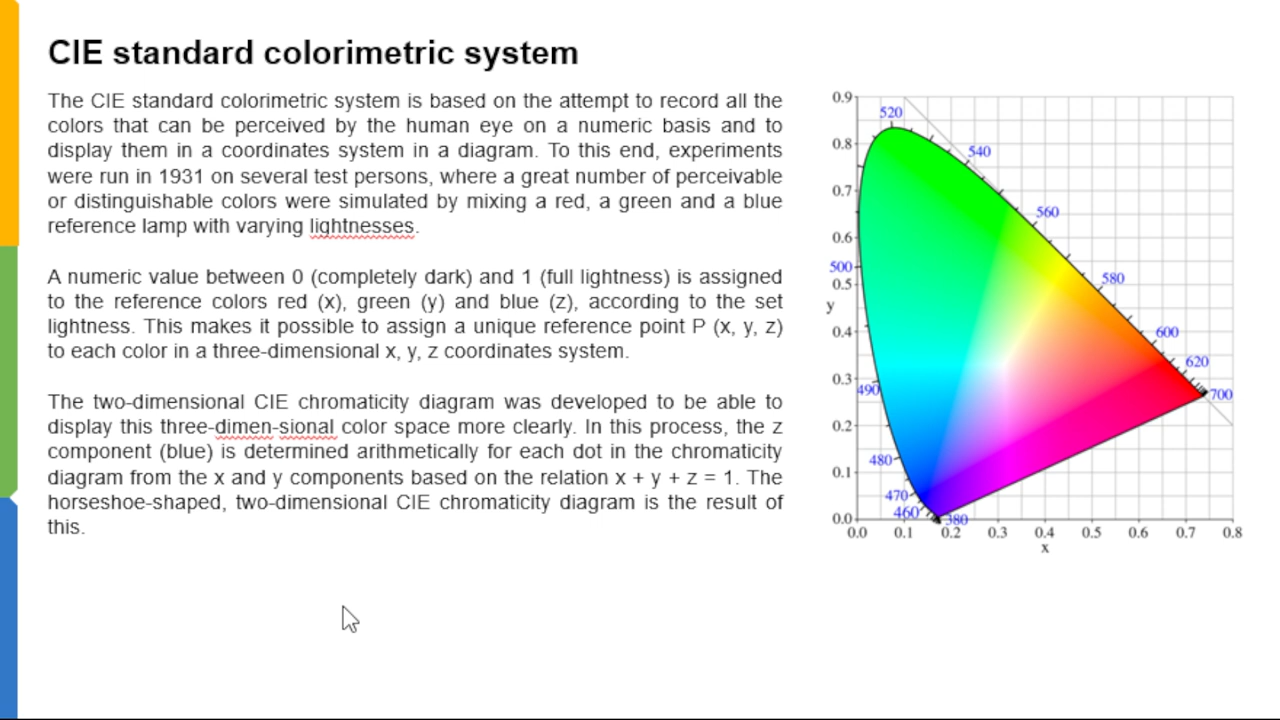 CIE standard colorimetric system
The CIE standard colorimetric system is based on the attempt to record all the
colors that can be perceived by the human eye on a numeric basis and to
display them in a coordinates system in a diagram. To this end, experiments
were run in 1931 on several test persons, where a great number of perceivable
or distinguishable colors were simulated by mixing a red, a green and a blue
reference lamp with varying lightnesses.
A numeric value between 0 (completely dark) and 1 (full lightness) is assigned
to the reference colors red (x), green (y) and blue (z), according to the set
lightness. This makes it possible to assign a unique reference point P (x, y, z)
to each color in a three-dimensional x, y, z coordinates system.
The two-dimensional CIE chromaticity diagram was developed to be able to
display this three-dimen-sional color space more clearly. In this process, the z
component (blue) is determined arithmetically for each dot in the chromaticity
diagram from the x and y components based on the relation x + y + z = 1. The
horseshoe-shaped, two-dimensional CIE chromaticity diagram is the result of
this.
0.9
520
0.8
540
0.7
560
0.6
500
580
0.5
y
0.4
600
620
0.3
490
700
0.2
480
0.1
470
460
0.0
380
0.0 0.1 0.2 0.3 0.4 0.5 0.6 0.7 0.8
x